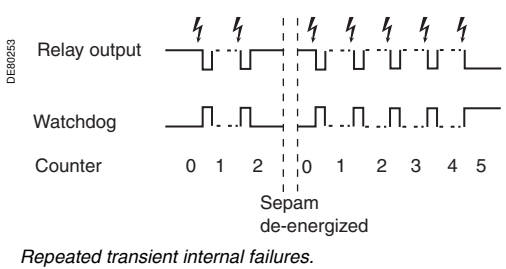 DE80253
Relay output
Watchdog
Counter 0 1 2 0 1 2 3 4 5
Sepam
de-energized
Repeated transient internal failures.